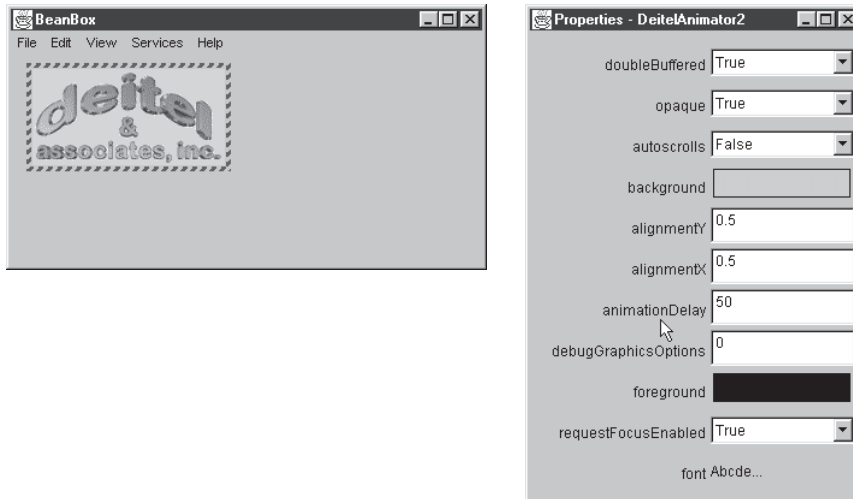 BeanBox
File Edit View Services Help
deitel
&
associates, inc.
Properties - DeitelAnimator2
doubleBuffered True
opaque True
autoscrolls False
background
alignmentY 0.5
alignmentX 0.5
animationDelay 50
debugGraphicsOptions 0
foreground
requestFocusEnabled True
font Abcde...